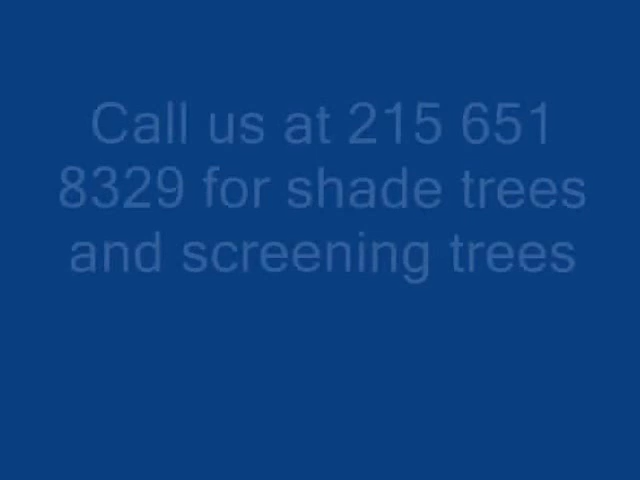 Call us at 215 651
8329 for shade trees
and screening trees